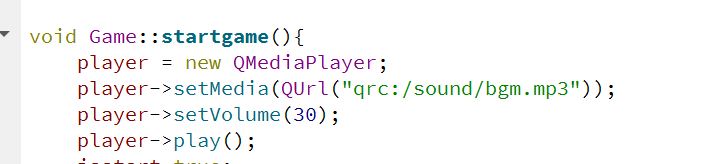 void Game::startgame(){
player = new QMediaPlayer;
player->setMedia(QUrl("qrc:/sound/bgm.mp3"));
player->setVolume(30);
player->play();